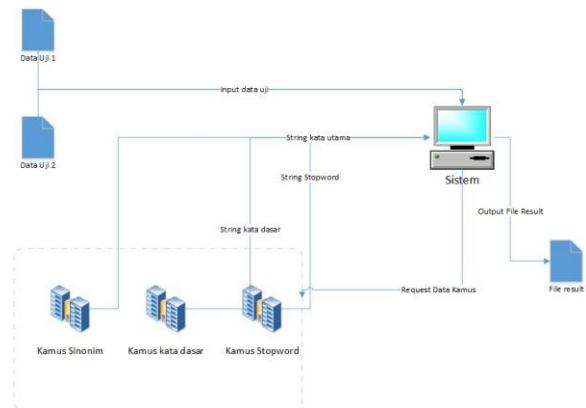 Data Uji 1
Input data uji
Data Uji 2
String kata utama
Sistem
String Stopword
Output File Result
String kata dasar
Request Data Kamus
File result
Kamus Sinonim
Kamus kata dasar
Kamus Stopword